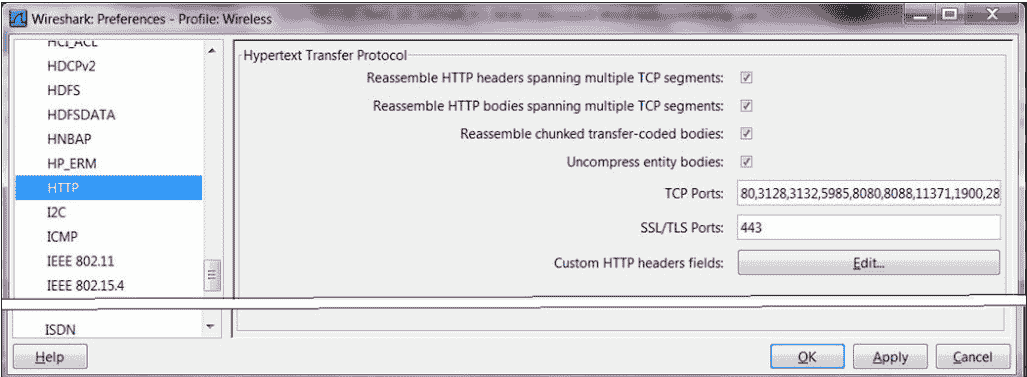 Wireshark: Preferences - Profile: Wireless
HCI_ACL
HDCPv2
HDFS
HDFSDATA
HNBAP
HP_ERM
HTTP
I2C
ICMP
IEEE 802.11
IEEE 802.15.4
ISDN
Hypertext Transfer Protocol
Reassemble HTTP headers spanning multiple TCP segments:
Reassemble HTTP bodies spanning multiple TCP segments:
Reassemble chunked transfer-coded bodies:
Uncompress entity bodies:
TCP Ports: 80,3128,3132,5985,8080,8088,11371,1900,28
SSL/TLS Ports: 443
Custom HTTP headers fields: Edit...
Help OK Apply Cancel